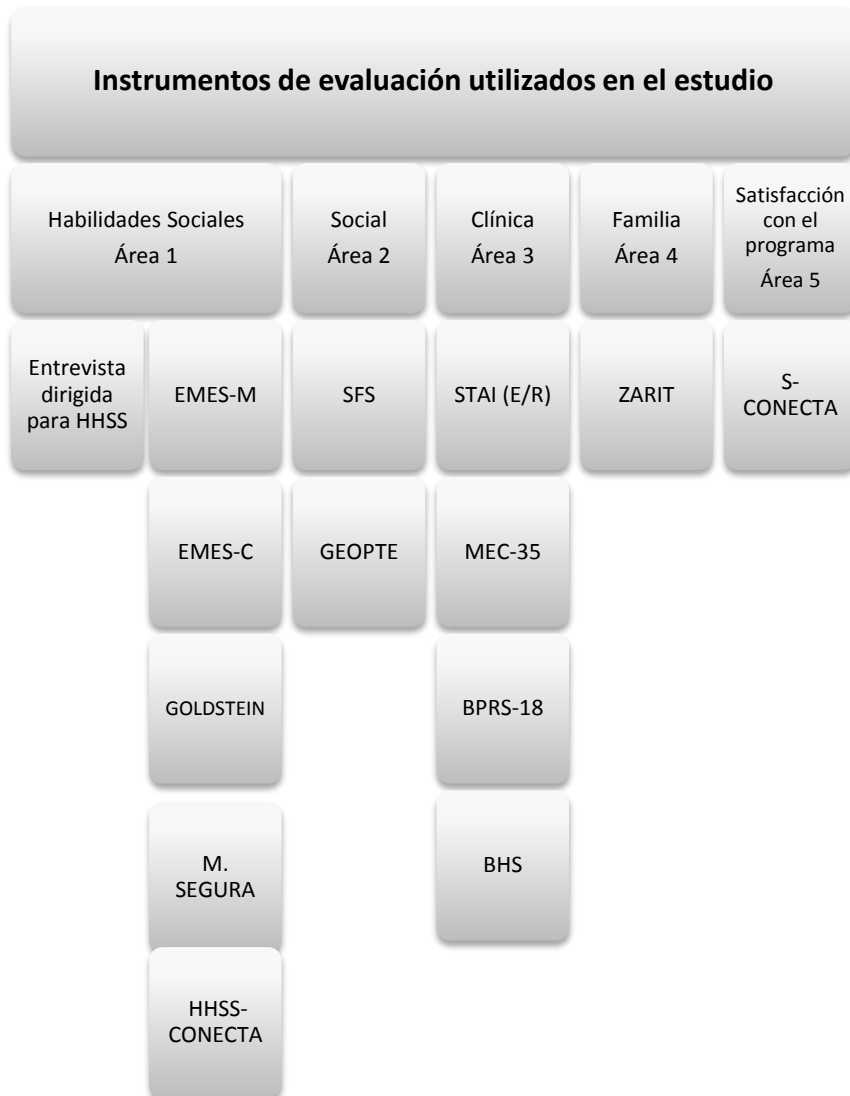 Instrumentos de evaluación utilizados en el estudio
Habilidades Sociales
Área 1
Social
Área 2
Clínica
Área 3
Familia
Área 4
Satisfacción
con el
programa
Área 5
Entrevista
dirigida
para HHSS
EMES-M
SFS
STAI (E/R)
ZARIT
S-
CONECTA
EMES-C
GEOPTE
MEC-35
GOLDSTEIN
BPRS-18
M.
SEGURA
BHS
HHSS-
CONECTA